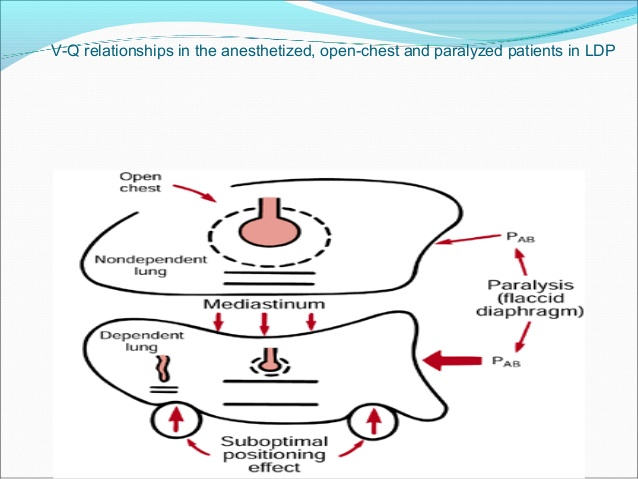 V-Q relationships in the anesthetized, open-chest and paralyzed patients in LDP
Open
chest
Nondependent
lung
PAB
Paralysis
(flaccid
diaphragm)
Mediastinum
Dependent
lung
PAB
Suboptimal
positioning
effect